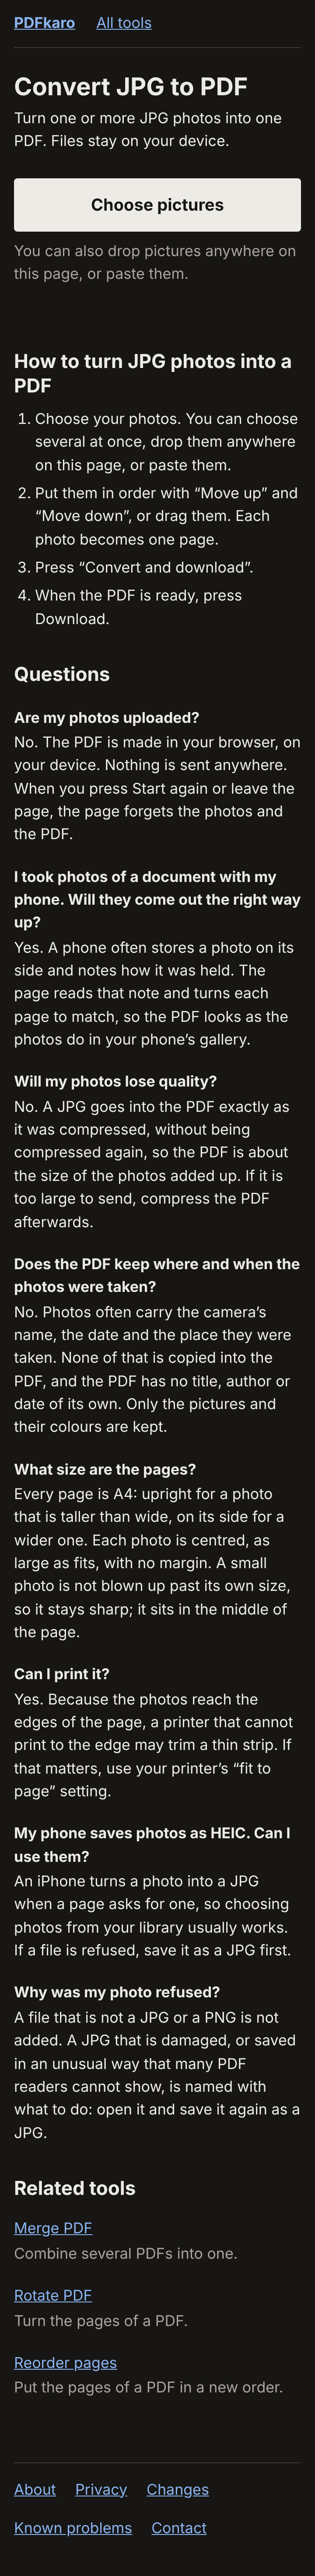 PDFkaro All tools
Convert JPG to PDF
Turn one or more JPG photos into one
PDF. Files stay on your device.
Choose pictures
You can also drop pictures anywhere on
this page, or paste them.
How to turn JPG photos into a
PDF
1. Choose your photos. You can choose
several at once, drop them anywhere
on this page, or paste them.
2. Put them in order with “Move up” and
“Move down”, or drag them. Each
photo becomes one page.
3. Press “Convert and download”.
4. When the PDF is ready, press
Download.
Questions
Are my photos uploaded?
No. The PDF is made in your browser, on
your device. Nothing is sent anywhere.
When you press Start again or leave the
page, the page forgets the photos and
the PDF.
I took photos of a document with my
phone. Will they come out the right way
up?
Yes. A phone often stores a photo on its
side and notes how it was held. The
page reads that note and turns each
page to match, so the PDF looks as the
photos do in your phone’s gallery.
Will my photos lose quality?
No. A JPG goes into the PDF exactly as
it was compressed, without being
compressed again, so the PDF is about
the size of the photos added up. If it is
too large to send, compress the PDF
afterwards.
Does the PDF keep where and when the
photos were taken?
No. Photos often carry the camera’s
name, the date and the place they were
taken. None of that is copied into the
PDF, and the PDF has no title, author or
date of its own. Only the pictures and
their colours are kept.
What size are the pages?
Every page is A4: upright for a photo
that is taller than wide, on its side for a
wider one. Each photo is centred, as
large as fits, with no margin. A small
photo is not blown up past its own size,
so it stays sharp; it sits in the middle of
the page.
Can I print it?
Yes. Because the photos reach the
edges of the page, a printer that cannot
print to the edge may trim a thin strip. If
that matters, use your printer’s “fit to
page” setting.
My phone saves photos as HEIC. Can I
use them?
An iPhone turns a photo into a JPG
when a page asks for one, so choosing
photos from your library usually works.
If a file is refused, save it as a JPG first.
Why was my photo refused?
A file that is not a JPG or a PNG is not
added. A JPG that is damaged, or saved
in an unusual way that many PDF
readers cannot show, is named with
what to do: open it and save it again as a
JPG.
Related tools
Merge PDF
Combine several PDFs into one.
Rotate PDF
Turn the pages of a PDF.
Reorder pages
Put the pages of a PDF in a new order.
About Privacy Changes
Known problems Contact